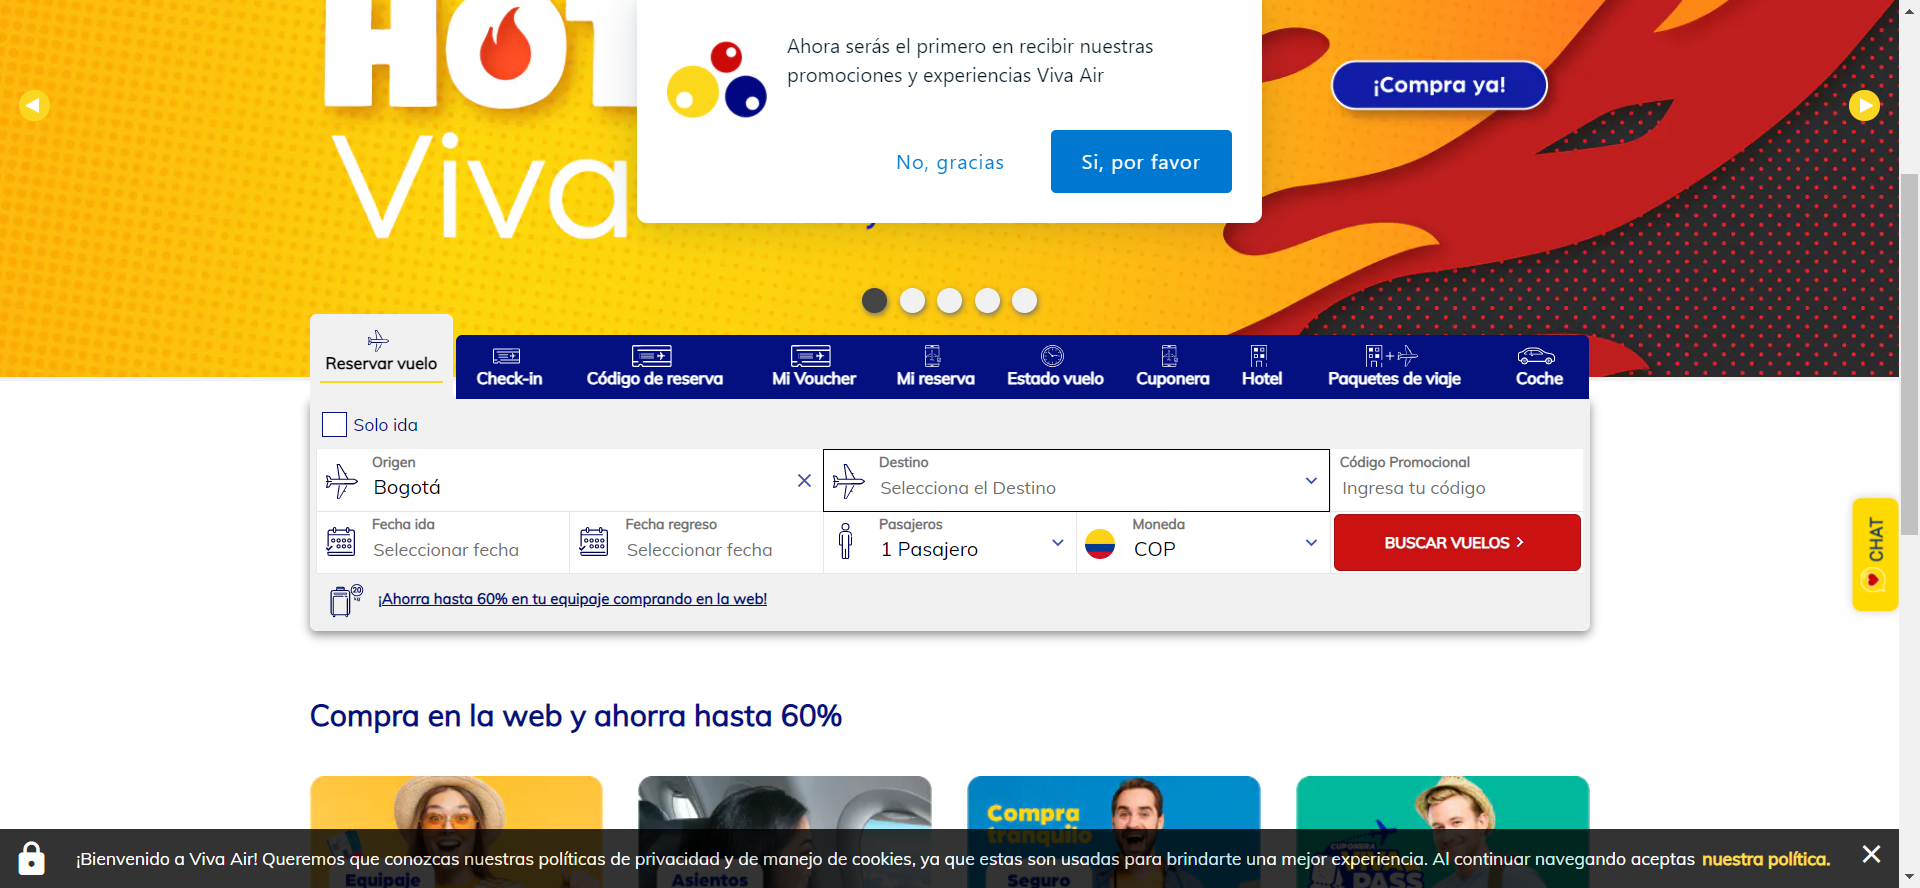 HOT
Viva
Ahora serás el primero en recibir nuestras
promociones y experiencias Viva Air
No, gracias
Si, por favor
¡Compra ya!
Reservar vuelo
Check-in
Código de reserva
Mi Voucher
Mi reserva
Estado vuelo
Cuponera
Hotel
Paquetes de viaje
Coche
Solo ida
Origen
Bogotá
Destino
Selecciona el Destino
Código Promocional
Ingresa tu código
Fecha ida
Seleccionar fecha
Fecha regreso
Seleccionar fecha
Pasajeros
1 Pasajero
Moneda
COP
BUSCAR VUELOS
20
kg
¡Ahorra hasta 60% en tu equipaje comprando en la web!
CHAT
Compra en la web y ahorra hasta 60%
Compra
tranquilo
CUPONERA
VIVA
PASS
¡Bienvenido a Viva Air! Queremos que conozcas nuestras políticas de privacidad y de manejo de cookies, ya que estas son usadas para brindarte una mejor experiencia. Al continuar navegando aceptas nuestra política.
Equipaje
Asientos
Seguro